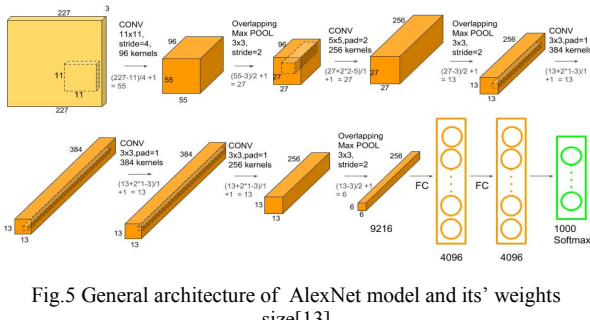 227
3
11
11
227
CONV
11x11,
stride=4,
96 kernels
(227-11)/4 +1
= 55
96
55
55
Overlapping
Max POOL
3x3,
stride=2
(55-3)/2 +1
= 27
96
27
27
CONV
5x5,pad=2
256 kernels
(27+2*2-5)/1
+1 = 27
256
27
27
Overlapping
Max POOL
3x3,
stride=2
(27-3)/2 +1
= 13
256
13
13
CONV
3x3,pad=1
384 kernels
(13+2*1-3)/1
+1 = 13
384
13
13
CONV
3x3,pad=1
384 kernels
(13+2*1-3)/1
+1 = 13
384
13
13
CONV
3x3,pad=1
256 kernels
(13+2*1-3)/1
+1 = 13
256
13
13
Overlapping
Max POOL
3x3,
stride=2
(13-3)/2 +1
= 6
256
6
6
9216
FC
4096
FC
4096
1000
Softmax
Fig.5 General architecture of AlexNet model and its' weights
size[13]